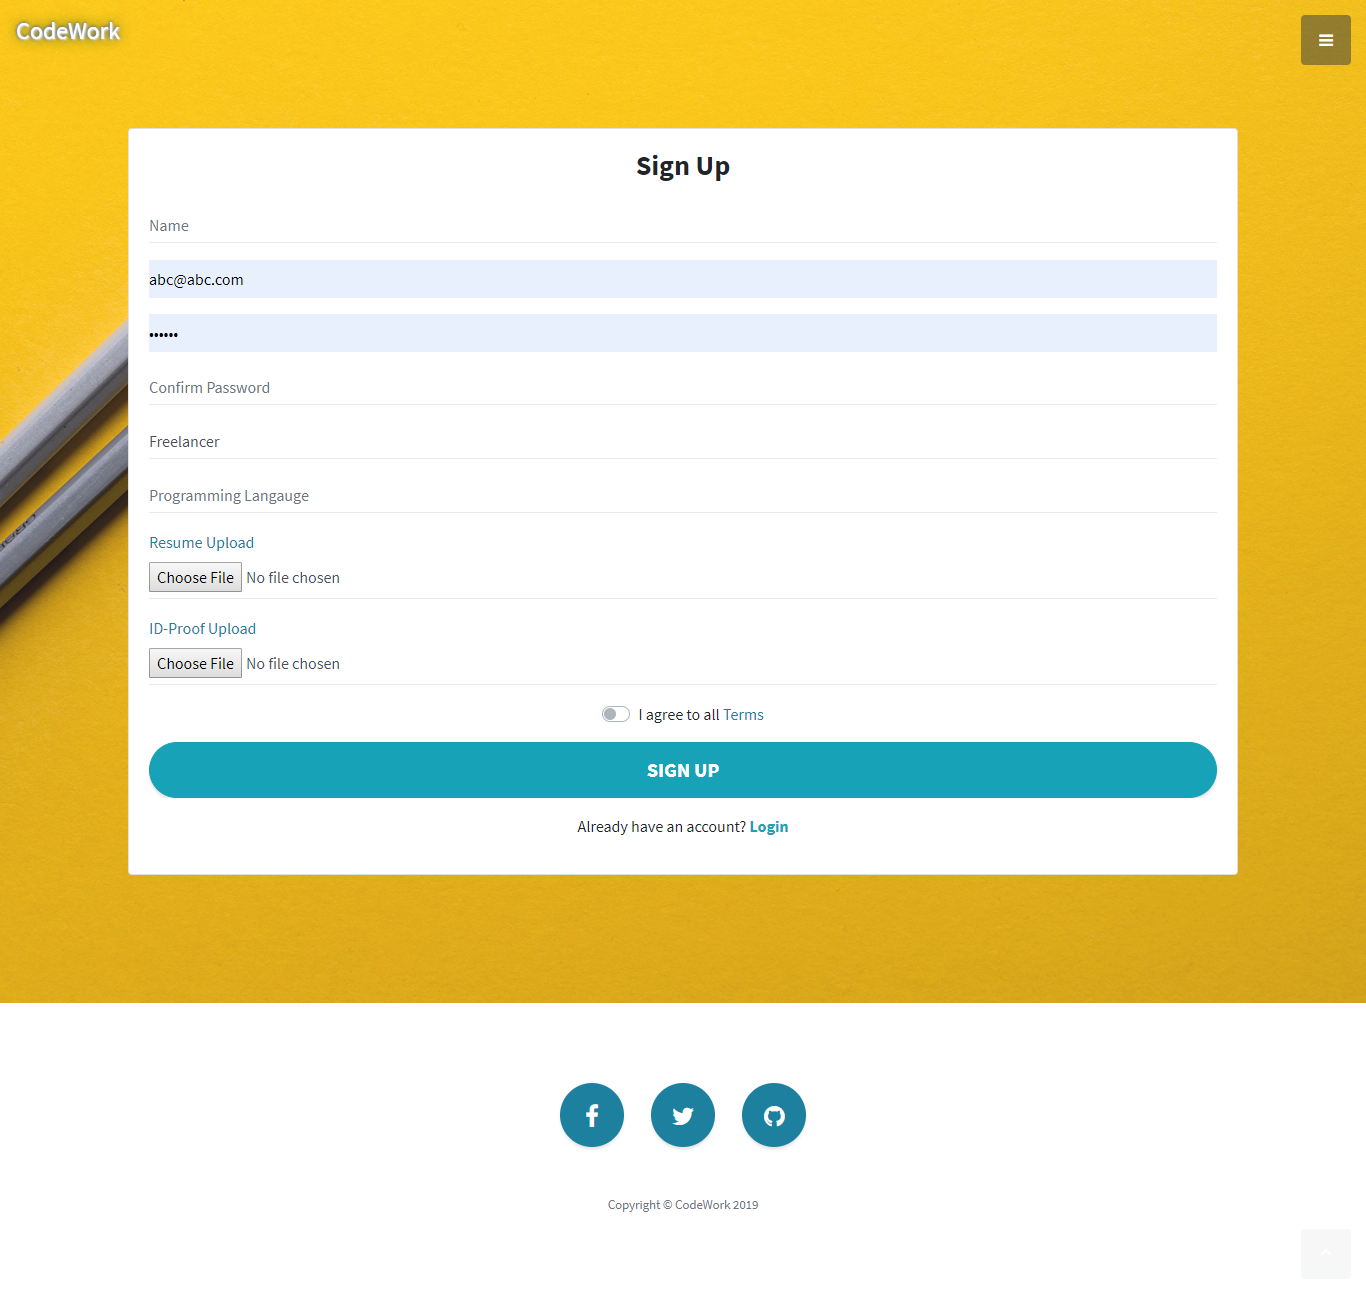 CodeWork
Sign Up
Name
abc@abc.com
••••••
Confirm Password
Freelancer
Programming Langauge
Resume Upload
Choose File No file chosen
ID-Proof Upload
Choose File No file chosen
I agree to all Terms
SIGN UP
Already have an account? Login
Copyright © CodeWork 2019